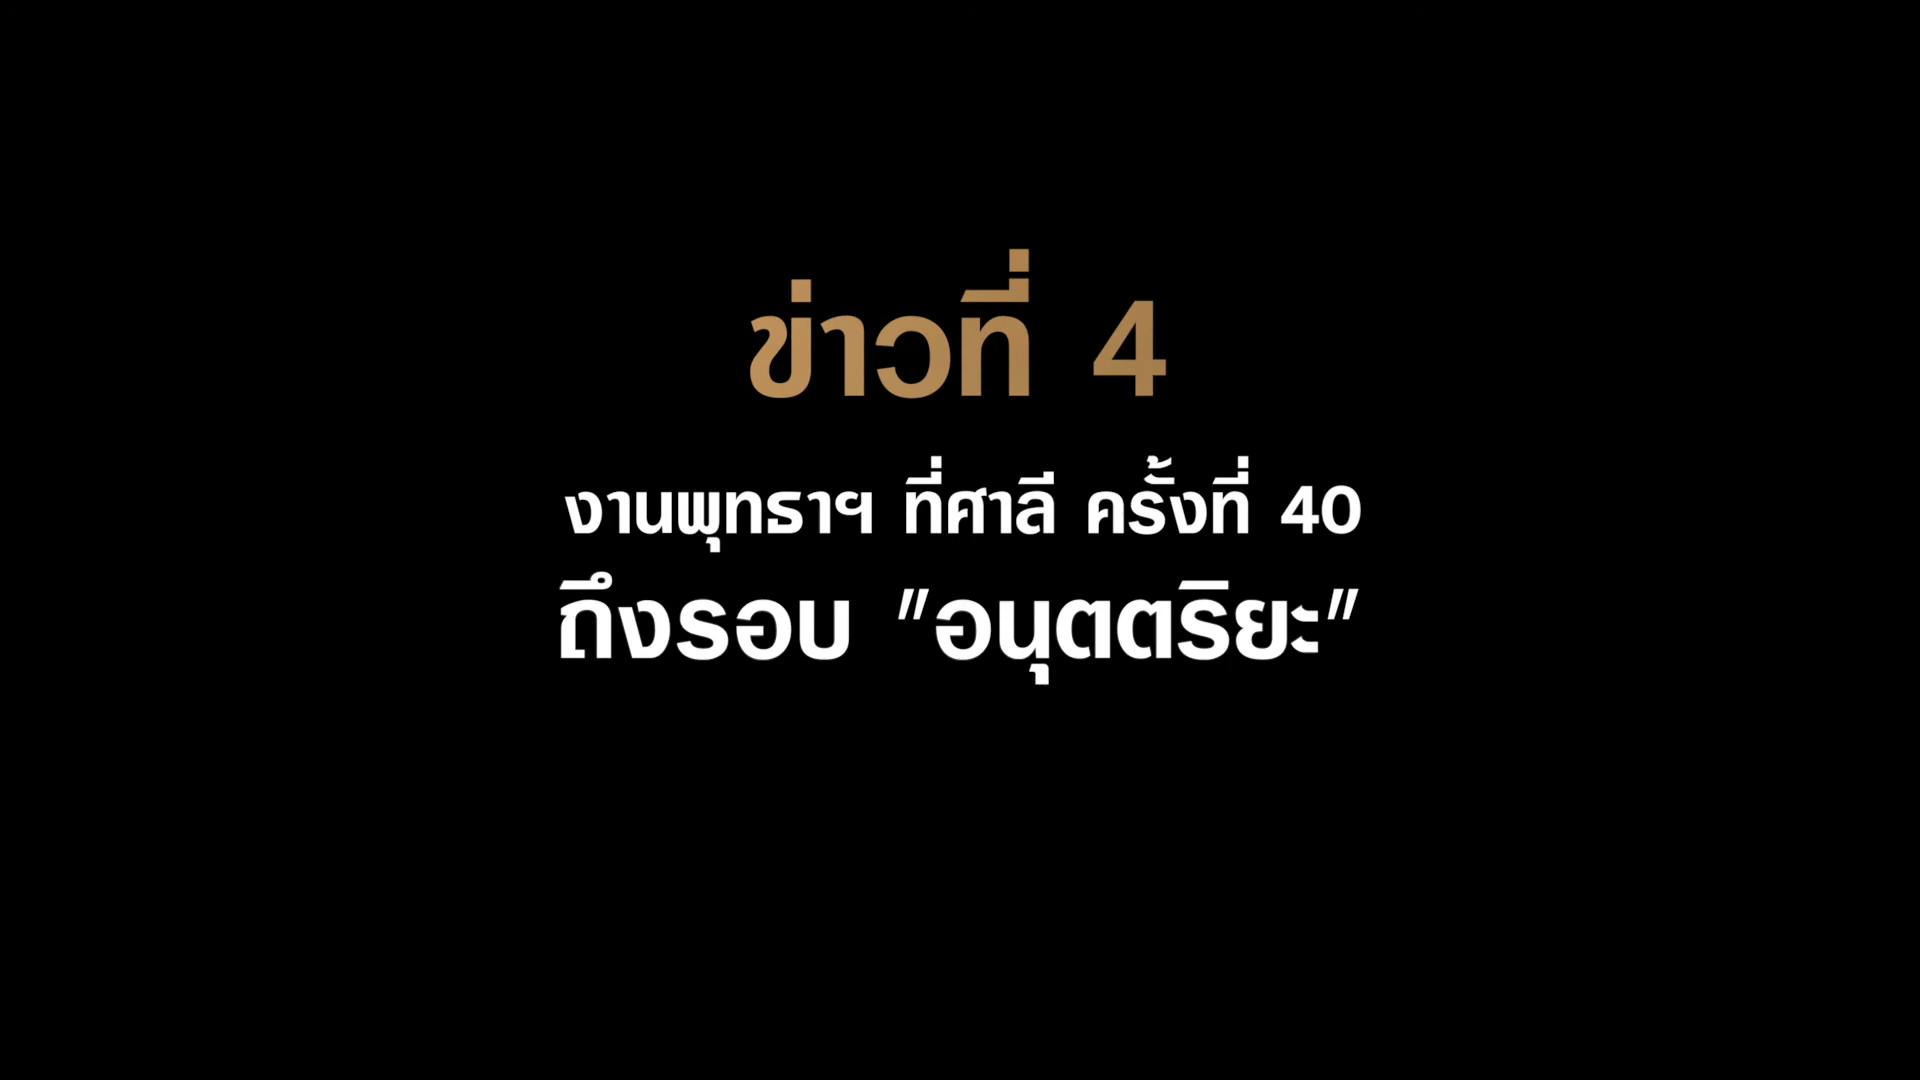 ข่าวที่ 4
งานพุทธาฯ ที่ศาลี ครั้งที่ 40
ถึงรอบ "อนุตตริยะ"